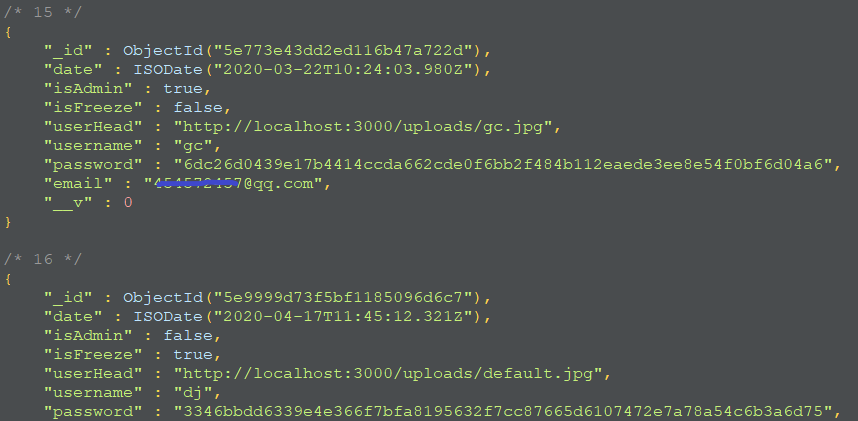 /* 15 */
{
"_id" : ObjectId("5e773e43dd2ed116b47a722d"),
"date" : ISODate("2020-03-22T10:24:03.980Z"),
"isAdmin" : true,
"isFreeze" : false,
"userHead" : "http://localhost:3000/uploads/gc.jpg",
"username" : "gc",
"password" : "6dc26d0439e17b4414ccda662cde0f6bb2f484b112eaede3ee8e54f0bf6d04a6",
"email" : "@qq.com",
"__v" : 0
}
/* 16 */
{
"_id" : ObjectId("5e9999d73f5bf1185096d6c7"),
"date" : ISODate("2020-04-17T11:45:12.321Z"),
"isAdmin" : false,
"isFreeze" : true,
"userHead" : "http://localhost:3000/uploads/default.jpg",
"username" : "dj",
"password" : "3346bbdd6339e4e366f7bfa8195632f7cc87665d6107472e7a78a54c6b3a6d75",